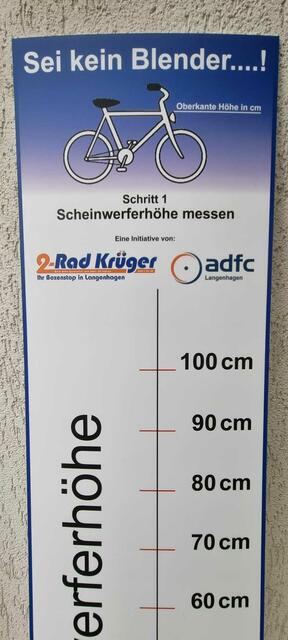 Sei kein Blender....!
Oberkante Höhe in cm
Schritt 1
Scheinwerferhöhe messen
Eine Initiative von:
2-Rad Krüger
Ihr Boxenstop in Langenhagen
adfc
Langenhagen
100 cm
90 cm
80 cm
70 cm
60 cm
erferhöhe